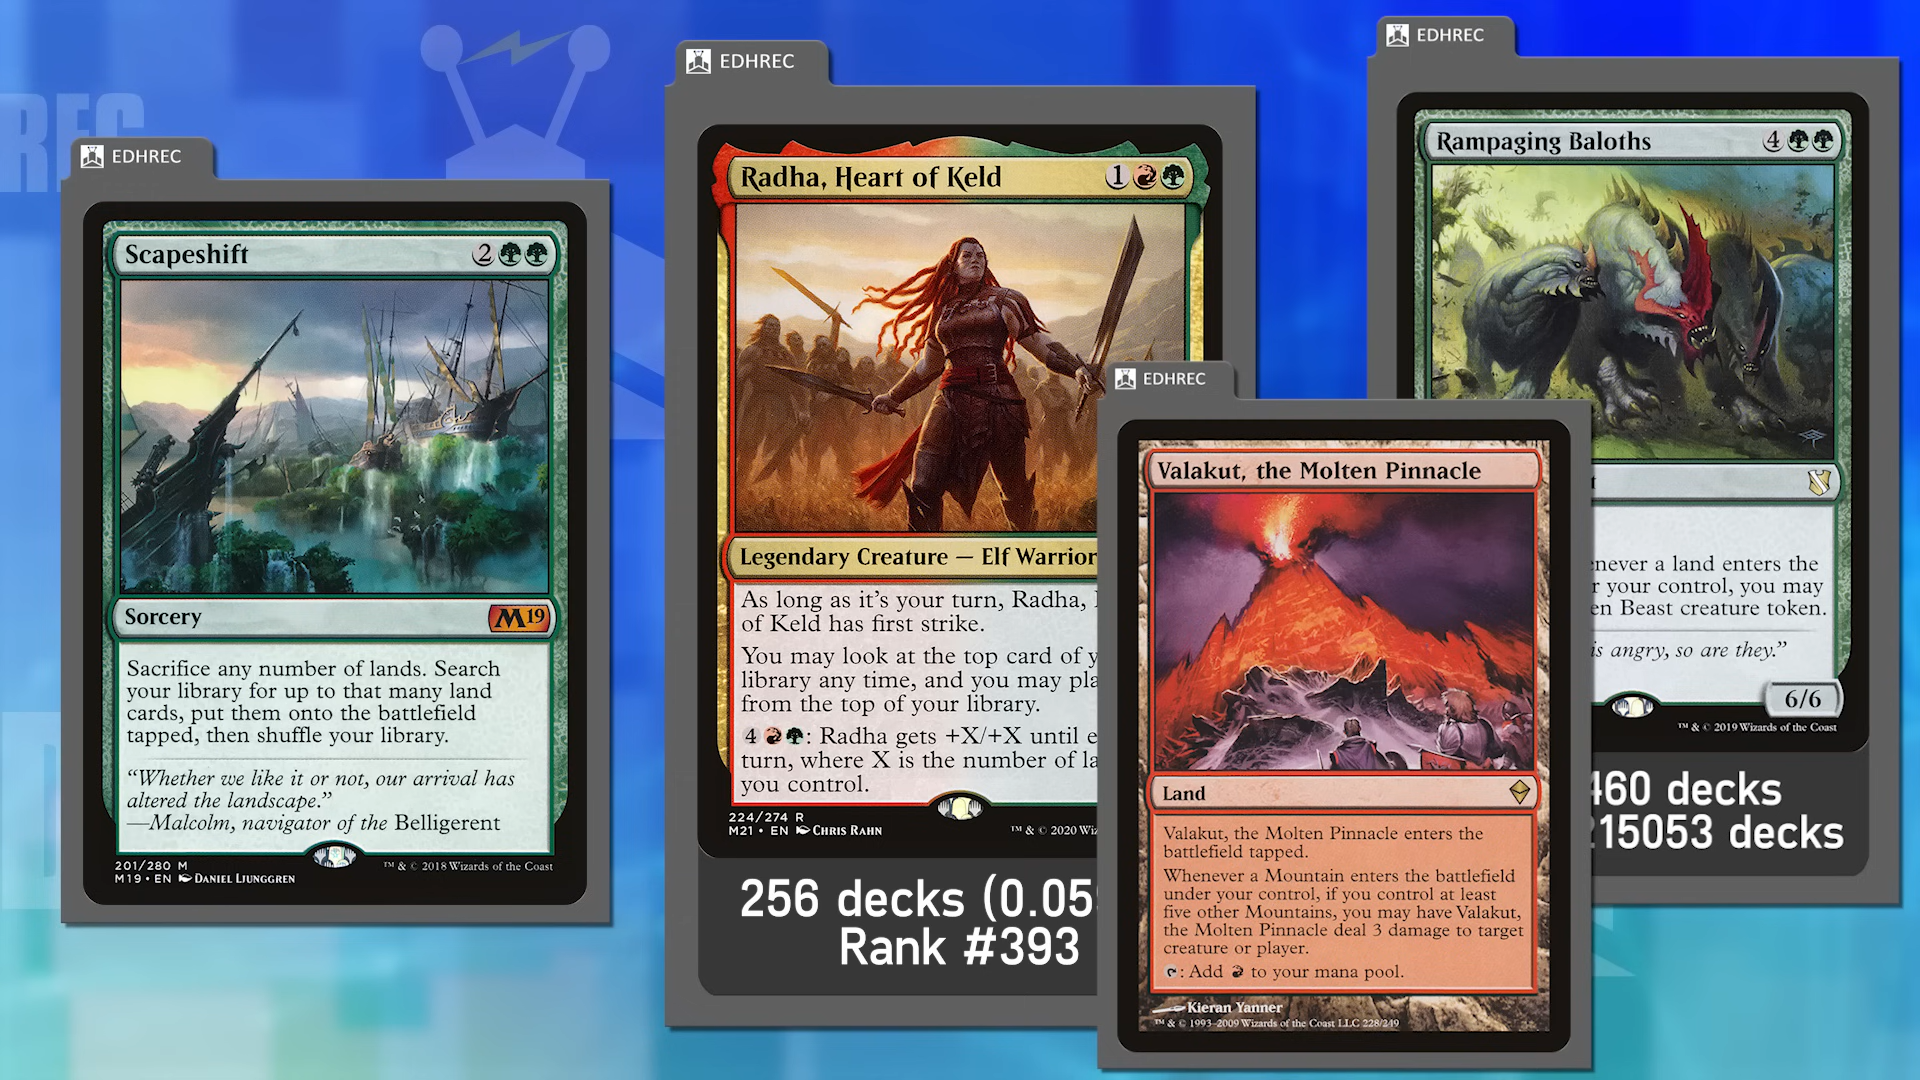 REC
EDHREC
Scapeshift 2
Sorcery M19
Sacrifice any number of lands. Search
your library for up to that many land
cards, put them onto the battlefield
tapped, then shuffle your library.
“Whether we like it or not, our arrival has
altered the landscape.”
—Malcolm, navigator of the Belligerent
201/280 M
M19 • EN DANIEL LJUNGGREN
™ & © 2018 Wizards of the Coast
EDHREC
Radha, Heart of Keld 1
Legendary Creature — Elf Warrior
As long as it’s your turn, Radha,
of Keld has first strike.
You may look at the top card of
library any time, and you may
from the top of your library.
4 : Radha gets +X/+X until
turn, where X is the number of
you control.
224/274 R
M21 • EN CHRIS RAHN
™ & © 2020
256 decks (0.05
Rank #393
EDHREC
Valakut, the Molten Pinnacle
Land
Valakut, the Molten Pinnacle enters the
battlefield tapped.
Whenever a Mountain enters the battlefield
under your control, if you control at least
five other Mountains, you may have Valakut,
the Molten Pinnacle deal 3 damage to target
creature or player.
: Add to your mana pool.
Kieran Yanner
™ & © 1993–2009 Wizards of the Coast LLC 228/249
EDHREC
Rampaging Baloths 4
a land enters the
your control, you may
Beast creature token.
is angry, so are they.”
6/6
™ & © 2019 Wizards of the Coast
460 decks
215053 decks